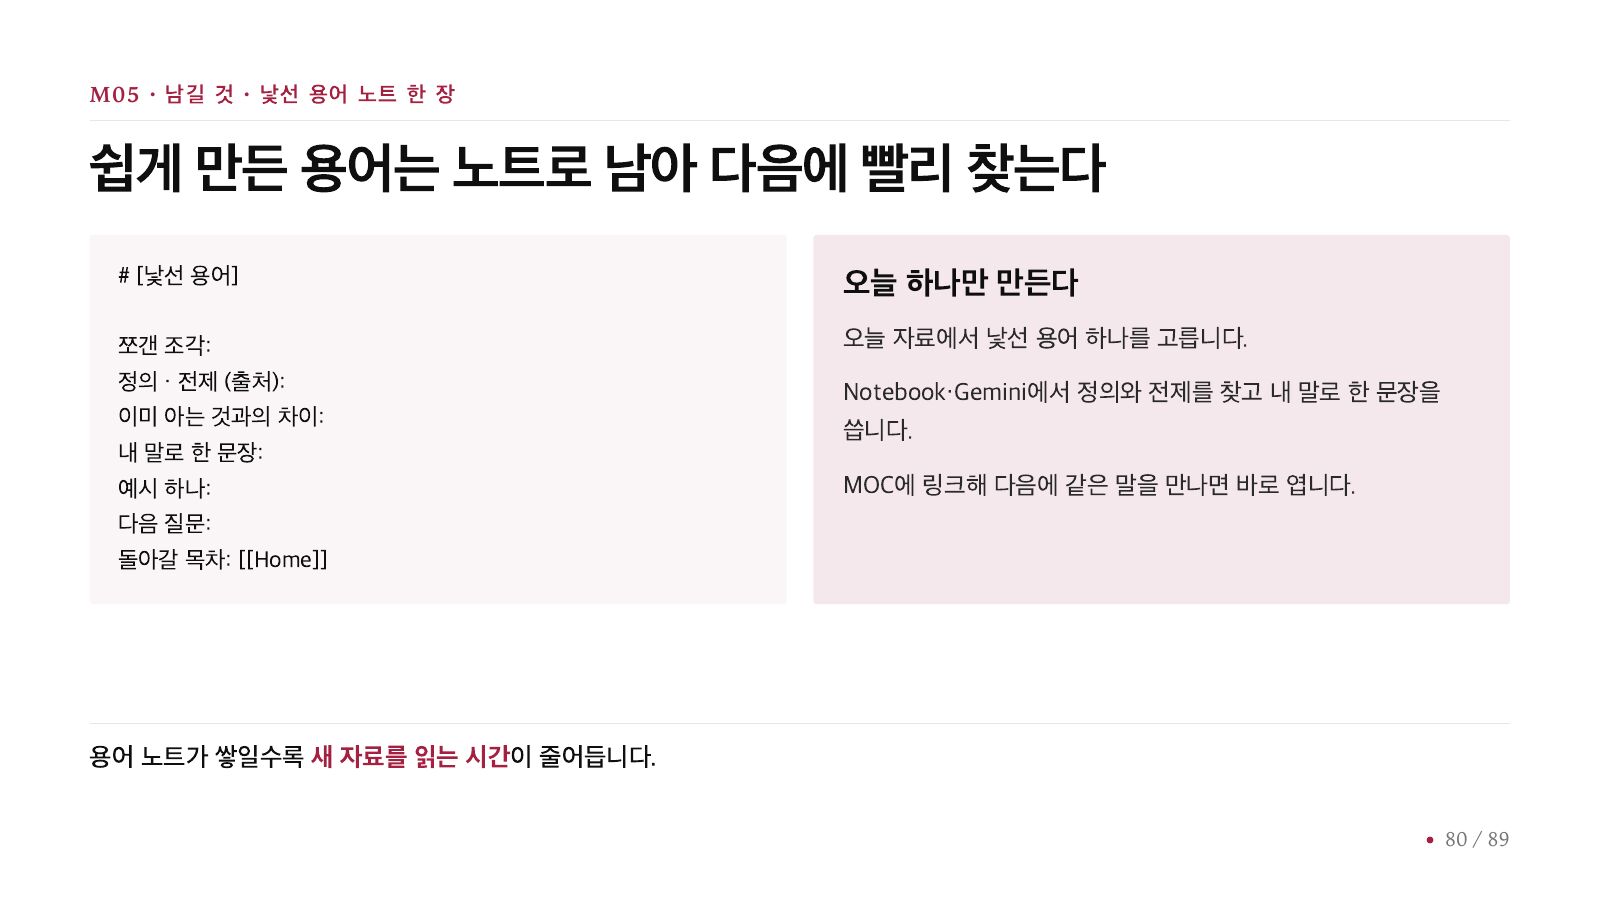 M05 · 남길 것 · 낯선 용어 노트 한 장
쉽게 만든 용어는 노트로 남아 다음에 빨리 찾는다
# [낯선 용어]
쪼갠 조각:
정의 · 전제 (출처):
이미 아는 것과의 차이:
내 말로 한 문장:
예시 하나:
다음 질문:
돌아갈 목차: [[Home]]
오늘 하나만 만든다
오늘 자료에서 낯선 용어 하나를 고릅니다.
Notebook·Gemini에서 정의와 전제를 찾고 내 말로 한 문장을
씁니다.
MOC에 링크해 다음에 같은 말을 만나면 바로 엽니다.
용어 노트가 쌓일수록 새 자료를 읽는 시간이 줄어듭니다.
• 80 / 89